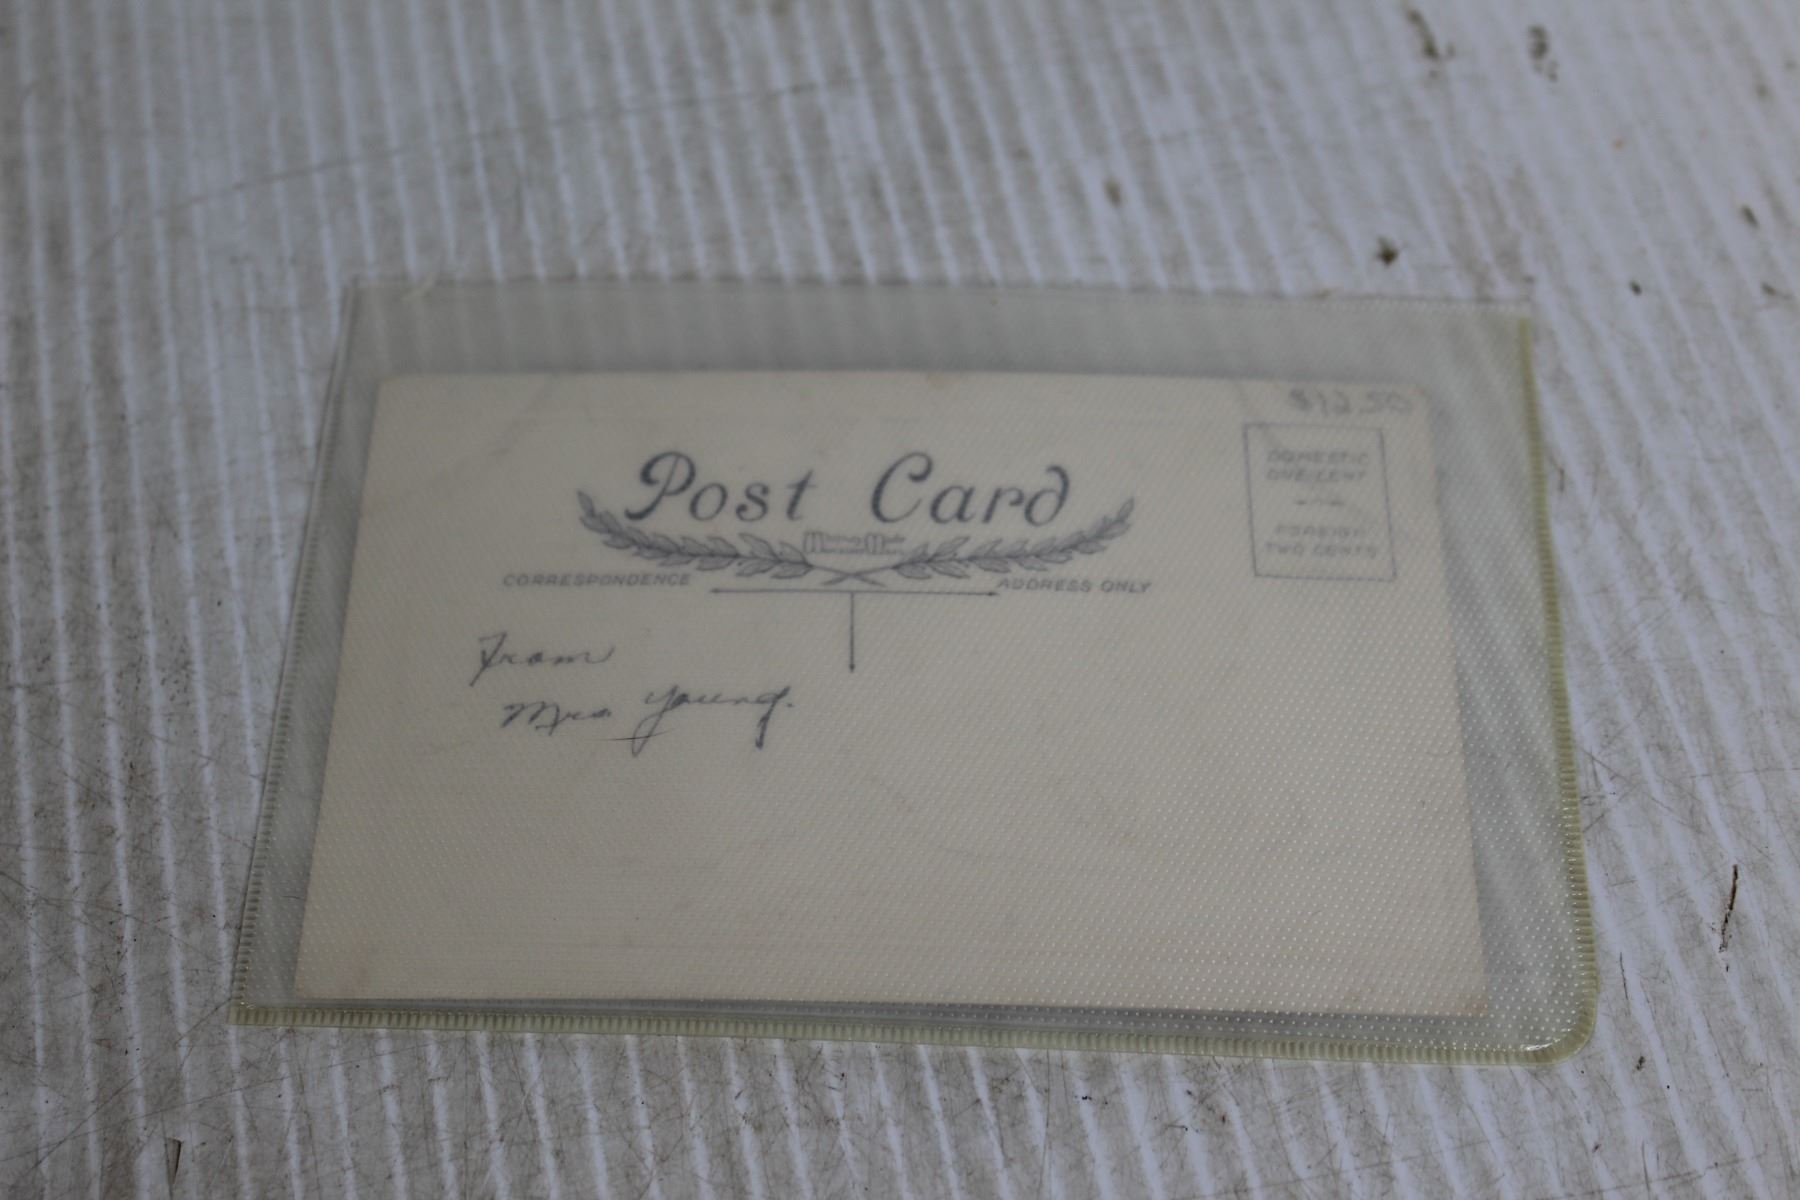 $12.50
Post Card
DOMESTIC
ONE CENT
FOREIGN
TWO CENTS
CORRESPONDENCE
ADDRESS ONLY
From
Mrs Young.